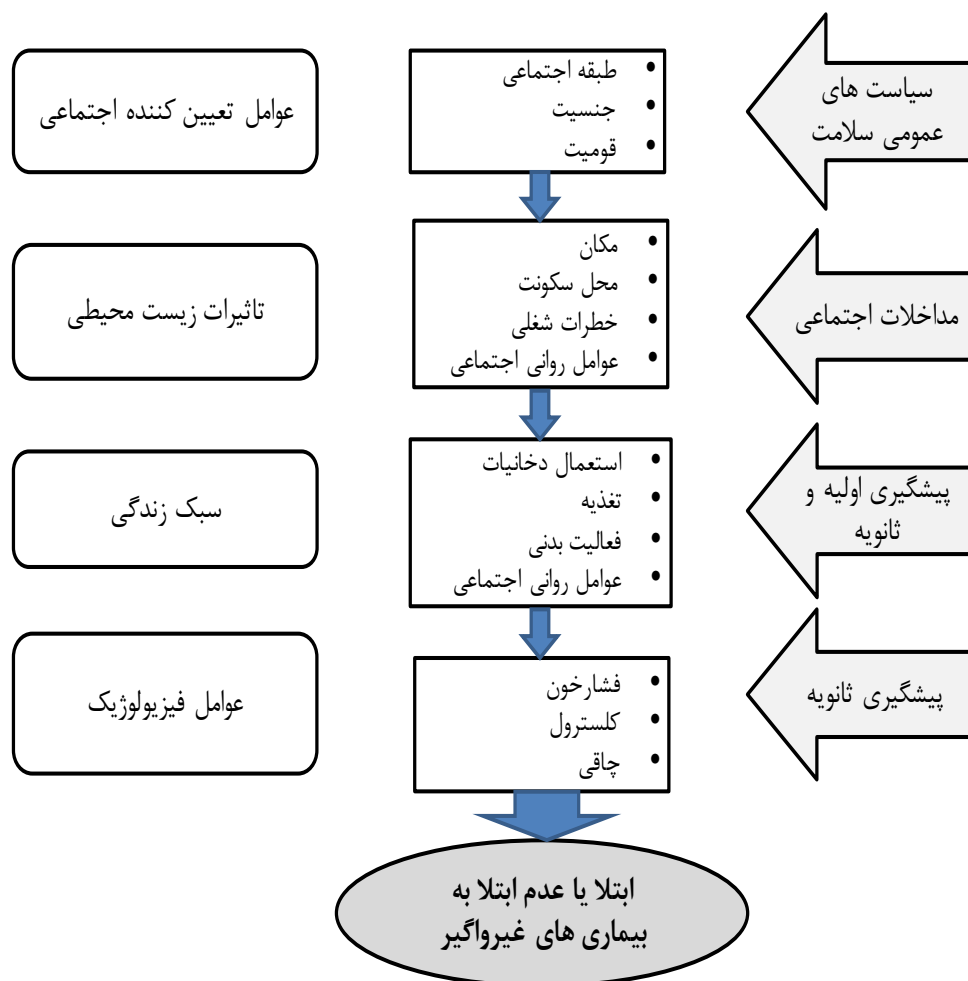 سیاست های
عمومی سلامت
• طبقه اجتماعی
• جنسیت
• قومیت
عوامل تعیین کننده اجتماعی
مداخلات اجتماعی
• مکان
• محل سکونت
• خطرات شغلی
• عوامل روانی اجتماعی
تاثیرات زیست محیطی
پیشگیری اولیه و
ثانویه
• استعمال دخانیات
• تغذیه
• فعالیت بدنی
• عوامل روانی اجتماعی
سبک زندگی
پیشگیری ثانویه
• فشارخون
• کلسترول
• چاقی
عوامل فیزیولوژیک
ابتلا یا عدم ابتلا به
بیماری های غیرواگیر